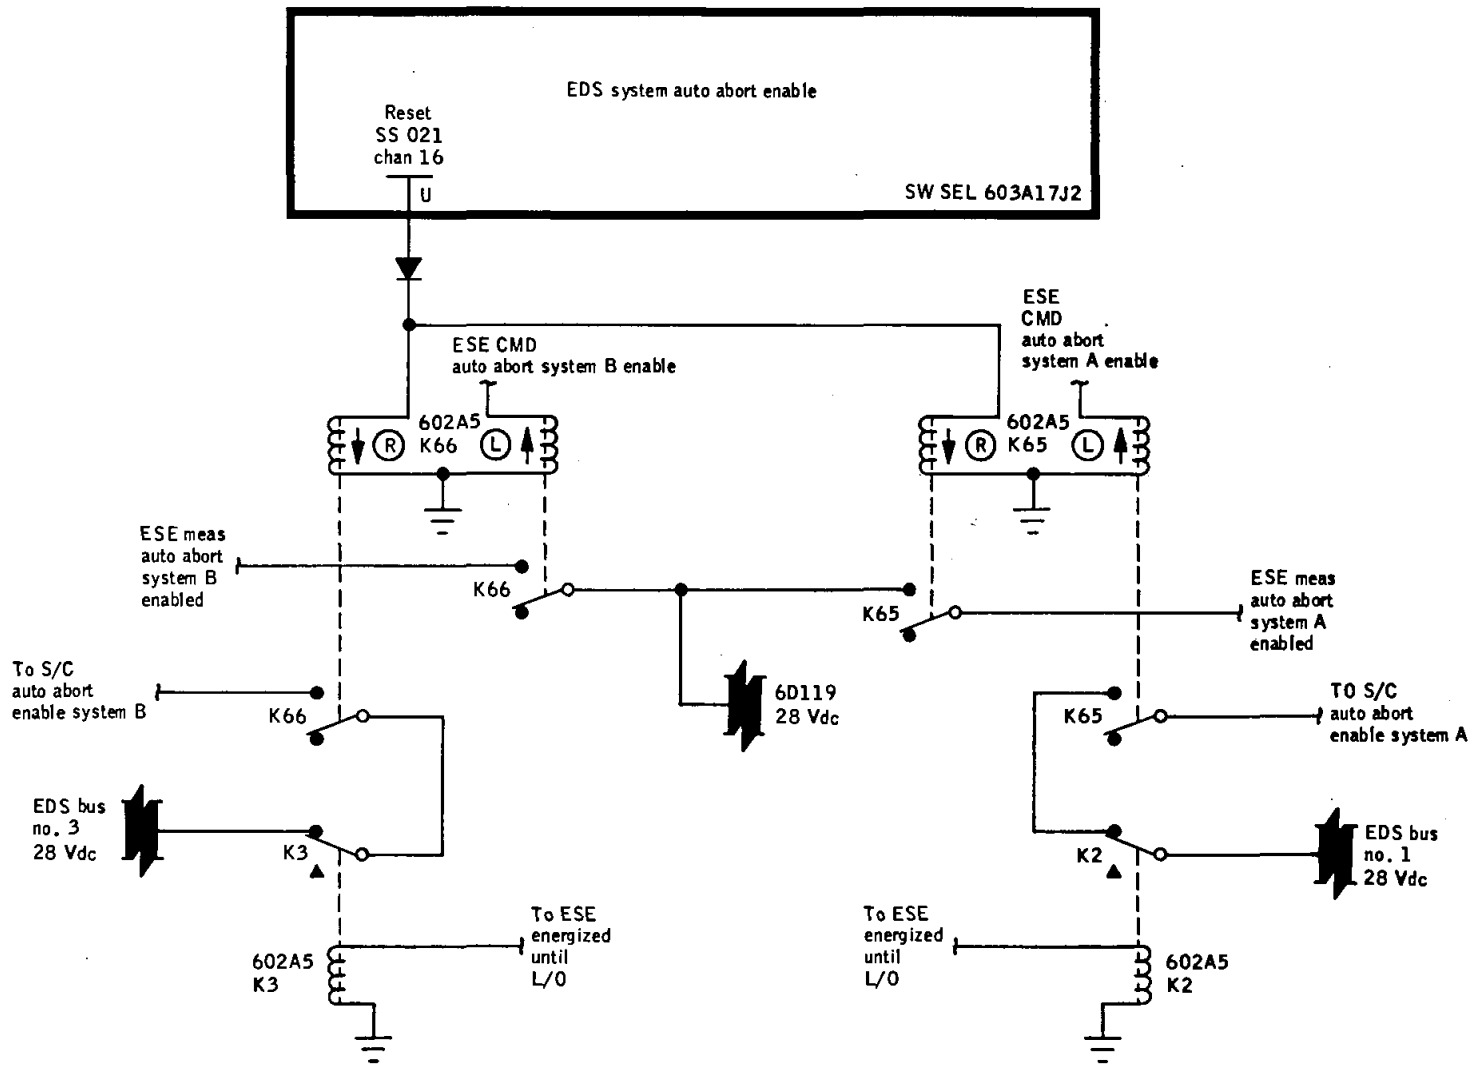 EDS system auto abort enable
Reset
SS 021
chan 16
U
SW SEL 603A17J2
ESE CMD
auto abort system B enable
ESE
CMD
auto abort
system A enable
602A5
K66
R
L
602A5
K65
R
L
ESE meas
auto abort
system B
enabled
K66
K65
ESE meas
auto abort
system A
enabled
To S/C
auto abort
enable system B
K66
6D119
28 Vdc
K65
TO S/C
auto abort
enable system A
EDS bus
no. 3
28 Vdc
K3
K2
EDS bus
no. 1
28 Vdc
To ESE
energized
until
L/O
To ESE
energized
until
L/O
602A5
K3
602A5
K2